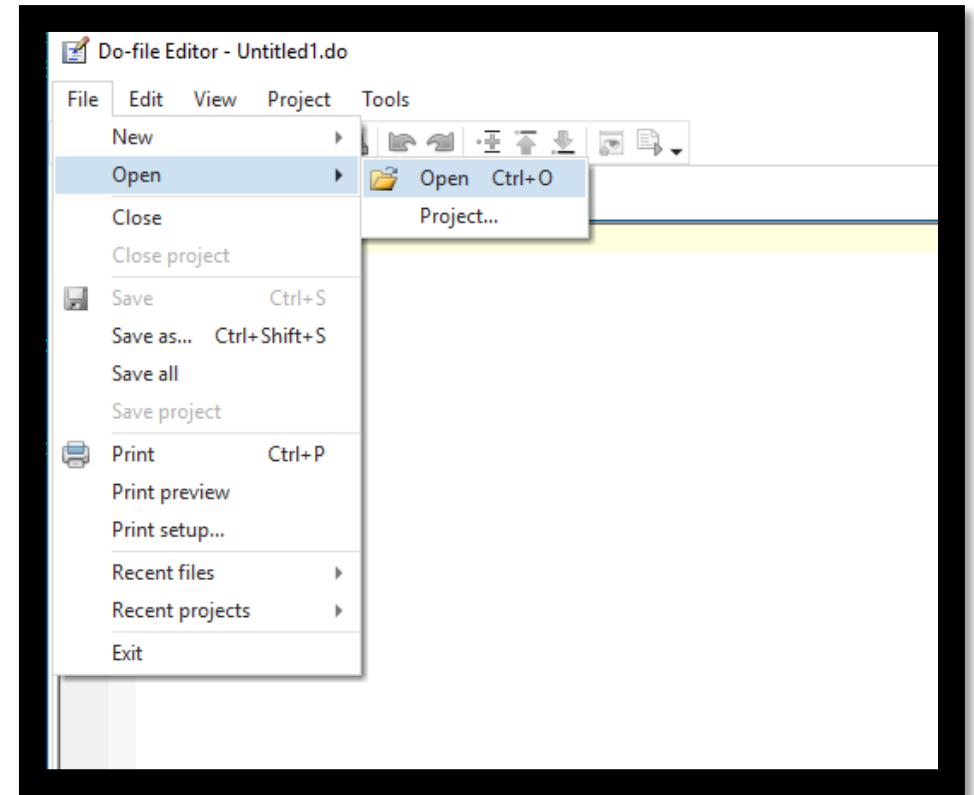 Do-file Editor - Untitled1.do
File Edit View Project Tools
New
Open
Open Ctrl+O
Project...
Close
Close project
Save Ctrl+S
Save as... Ctrl+Shift+S
Save all
Save project
Print Ctrl+P
Print preview
Print setup...
Recent files
Recent projects
Exit